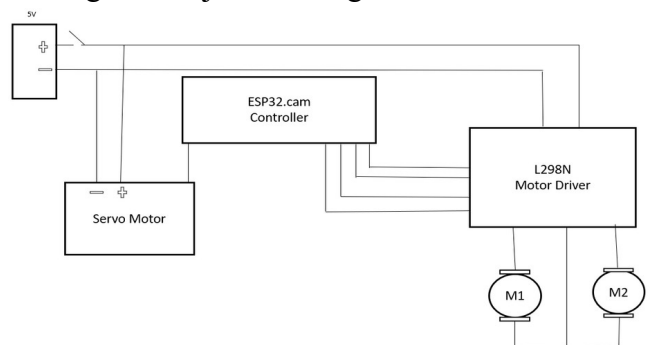 5V
+
−
ESP32.cam
Controller
L298N
Motor Driver
− +
Servo Motor
M1
M2